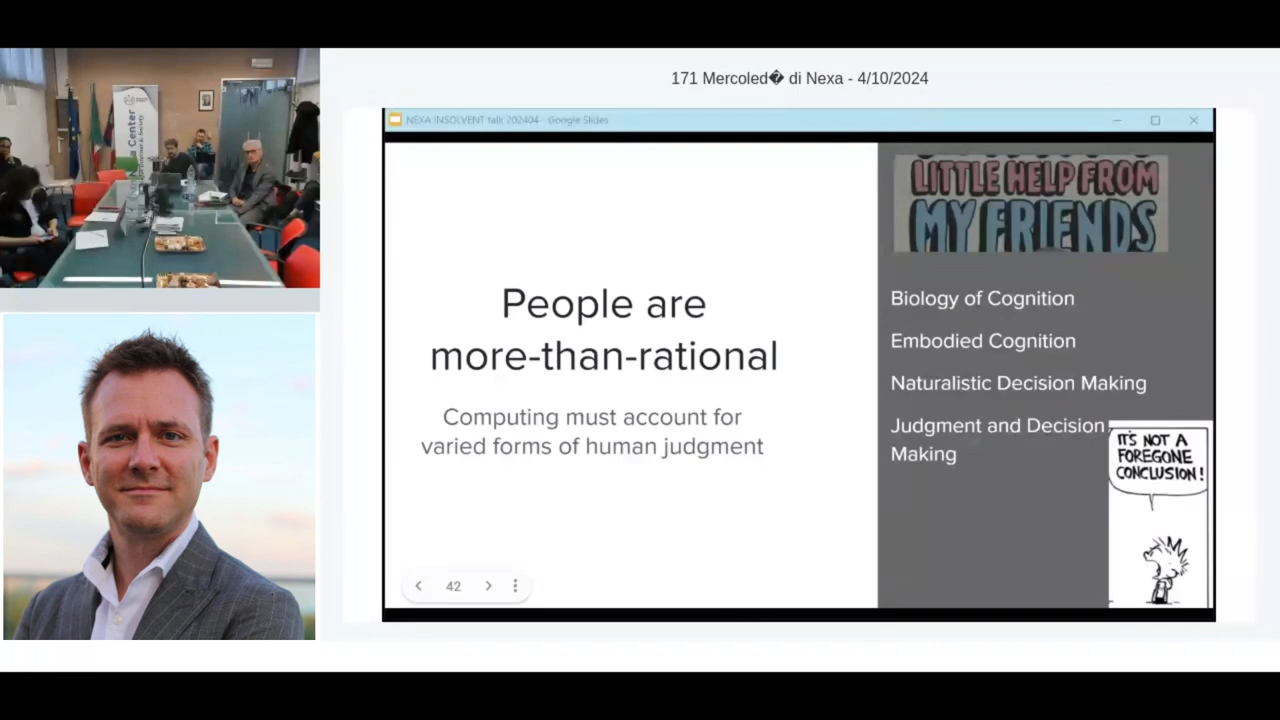 171 Mercoled� di Nexa - 4/10/2024
NEXA INSOLVENT talk 202404 - Google Slides
LITTLE HELP FROM
MY FRIENDS
People are
more-than-rational
Computing must account for
varied forms of human judgment
Biology of Cognition
Embodied Cognition
Naturalistic Decision Making
Judgment and Decision
Making
IT'S NOT A
FOREGONE
CONCLUSION!
42
a Center